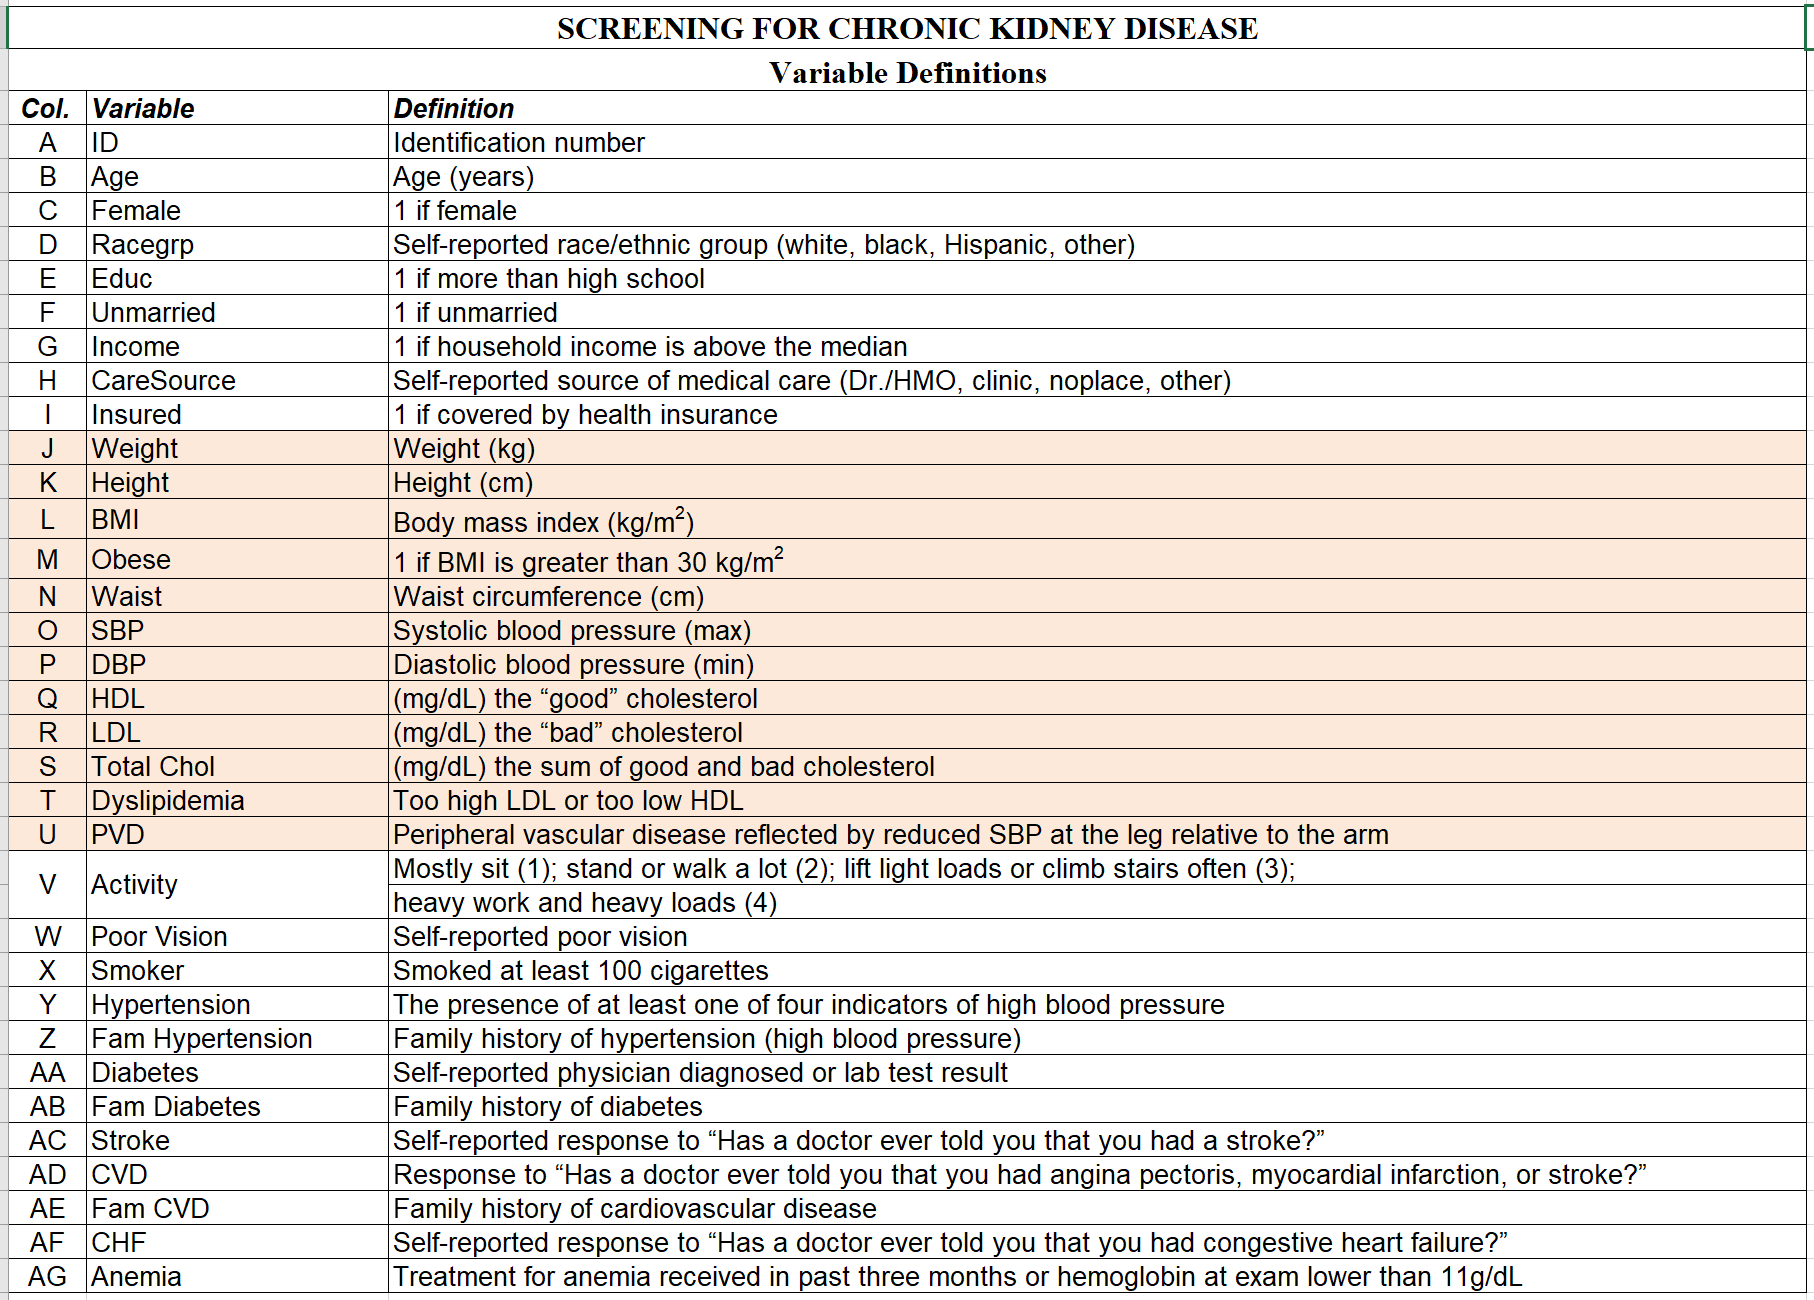 SCREENING FOR CHRONIC KIDNEY DISEASE
Variable Definitions
Col. Variable Definition
A ID Identification number
B Age Age (years)
C Female 1 if female
D Racegrp Self-reported race/ethnic group (white, black, Hispanic, other)
E Educ 1 if more than high school
F Unmarried 1 if unmarried
G Income 1 if household income is above the median
H CareSource Self-reported source of medical care (Dr./HMO, clinic, noplace, other)
I Insured 1 if covered by health insurance
J Weight Weight (kg)
K Height Height (cm)
L BMI Body mass index (kg/m²)
M Obese 1 if BMI is greater than 30 kg/m²
N Waist Waist circumference (cm)
O SBP Systolic blood pressure (max)
P DBP Diastolic blood pressure (min)
Q HDL (mg/dL) the “good” cholesterol
R LDL (mg/dL) the “bad” cholesterol
S Total Chol (mg/dL) the sum of good and bad cholesterol
T Dyslipidemia Too high LDL or too low HDL
U PVD Peripheral vascular disease reflected by reduced SBP at the leg relative to the arm
V Activity Mostly sit (1); stand or walk a lot (2); lift light loads or climb stairs often (3);
heavy work and heavy loads (4)
W Poor Vision Self-reported poor vision
X Smoker Smoked at least 100 cigarettes
Y Hypertension The presence of at least one of four indicators of high blood pressure
Z Fam Hypertension Family history of hypertension (high blood pressure)
AA Diabetes Self-reported physician diagnosed or lab test result
AB Fam Diabetes Family history of diabetes
AC Stroke Self-reported response to “Has a doctor ever told you that you had a stroke?”
AD CVD Response to “Has a doctor ever told you that you had angina pectoris, myocardial infarction, or stroke?”
AE Fam CVD Family history of cardiovascular disease
AF CHF Self-reported response to “Has a doctor ever told you that you had congestive heart failure?”
AG Anemia Treatment for anemia received in past three months or hemoglobin at exam lower than 11g/dL